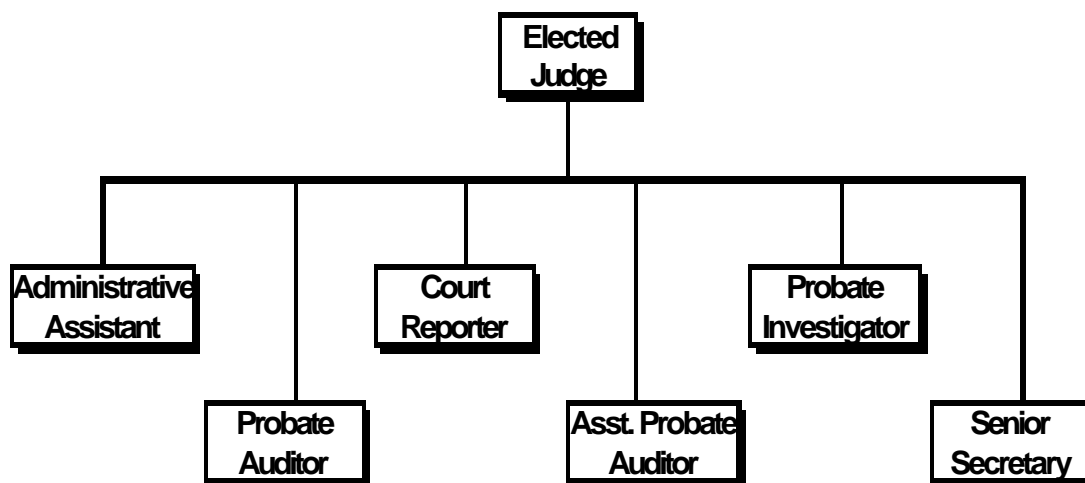 Elected
Judge
Administrative
Assistant
Court
Reporter
Probate
Investigator
Probate
Auditor
Asst. Probate
Auditor
Senior
Secretary